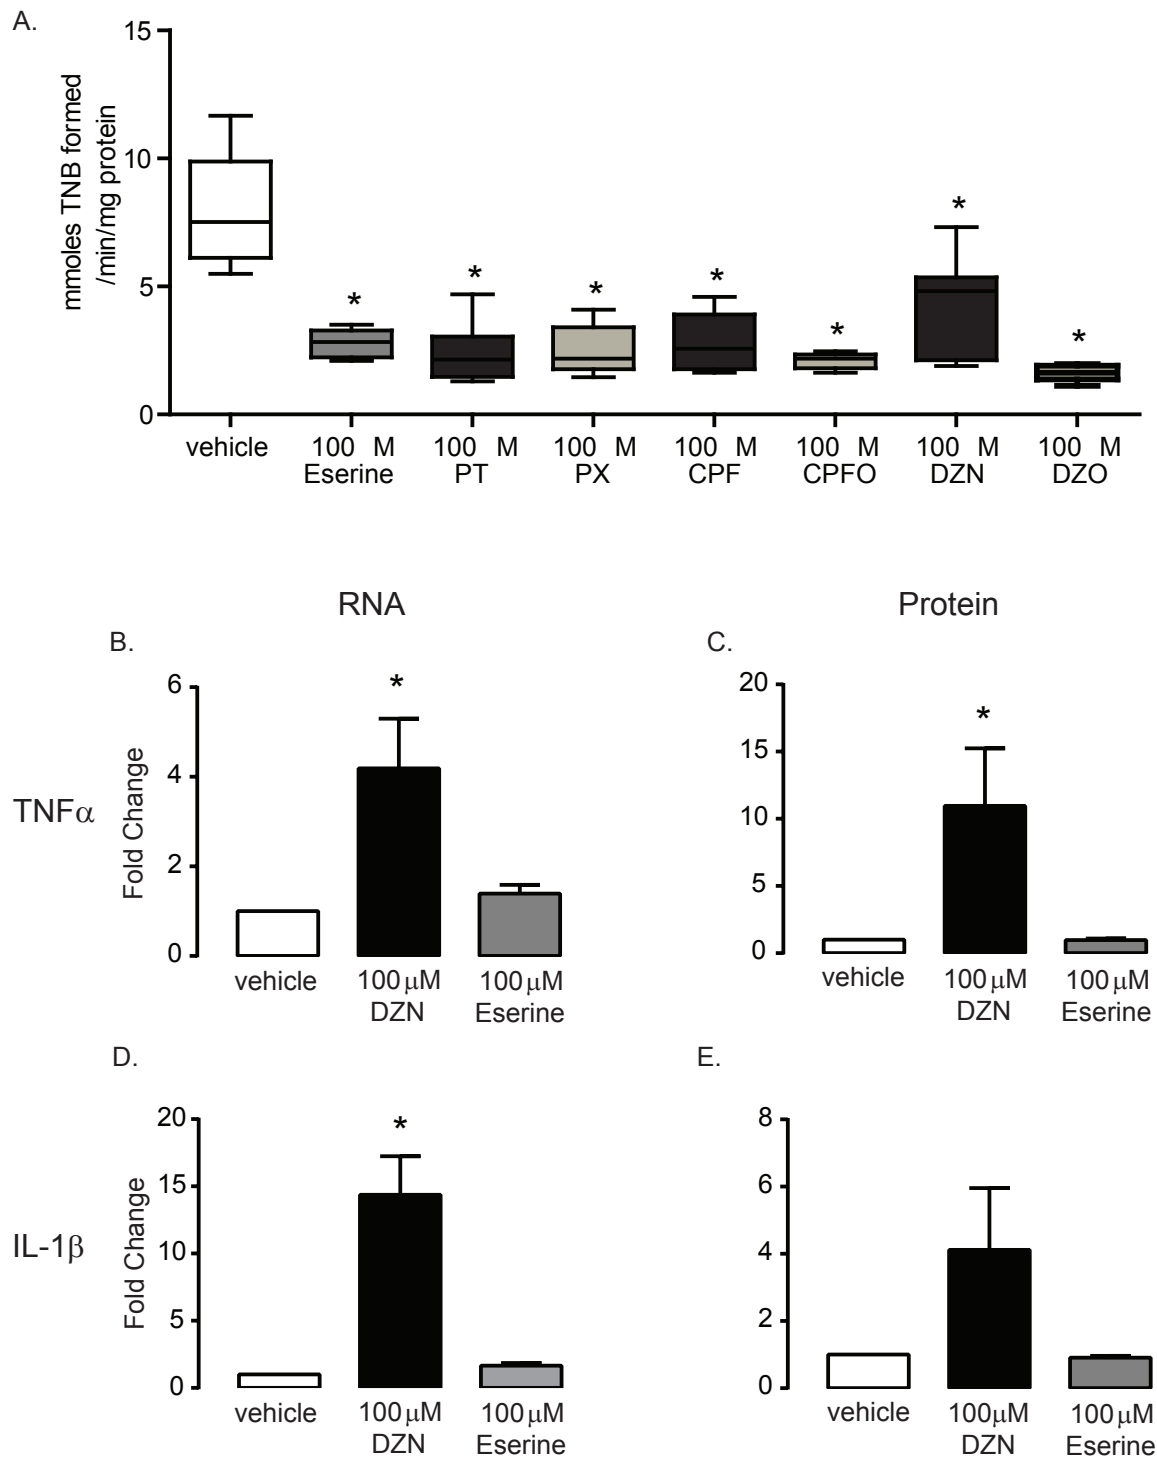 A.
mmoles TNB formed
/min/mg protein
15
10
5
0
*
*
*
*
*
*
*
vehicle
100 M
Eserine
100 M
PT
100 M
PX
100 M
CPF
100 M
CPFO
100 M
DZN
100 M
DZO
RNA
Protein
TNFα
B.
Fold Change
6
4
2
0
*
vehicle
100 μM
DZN
100 μM
Eserine
C.
20
15
10
5
0
*
vehicle
100 μM
DZN
100 μM
Eserine
IL-1β
D.
Fold Change
20
15
10
5
0
*
vehicle
100 μM
DZN
100 μM
Eserine
E.
8
6
4
2
0
vehicle
100μM
DZN
100 μM
Eserine